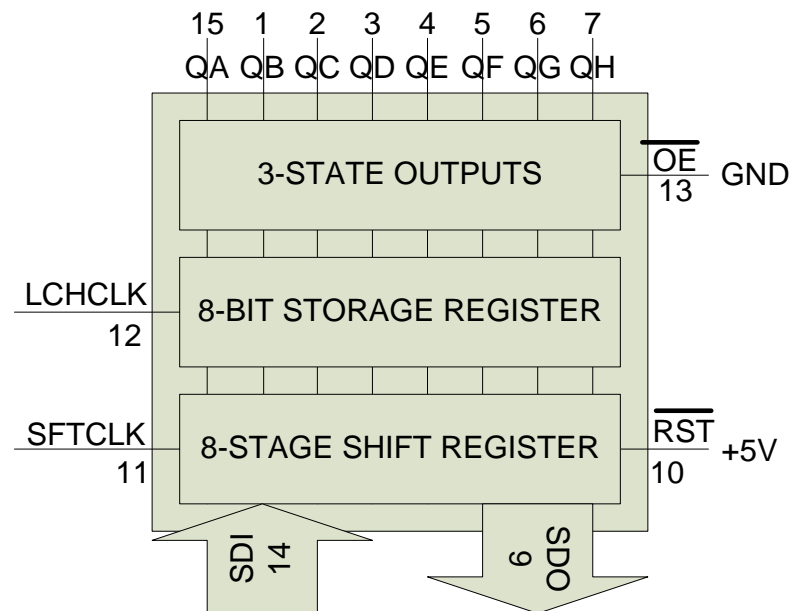 15 1 2 3 4 5 6 7
QA QB QC QD QE QF QG QH
3-STATE OUTPUTS
OE
13
GND
LCHCLK
12
8-BIT STORAGE REGISTER
SFTCLK
11
8-STAGE SHIFT REGISTER
RST
10
+5V
SDI
14
SDO
9